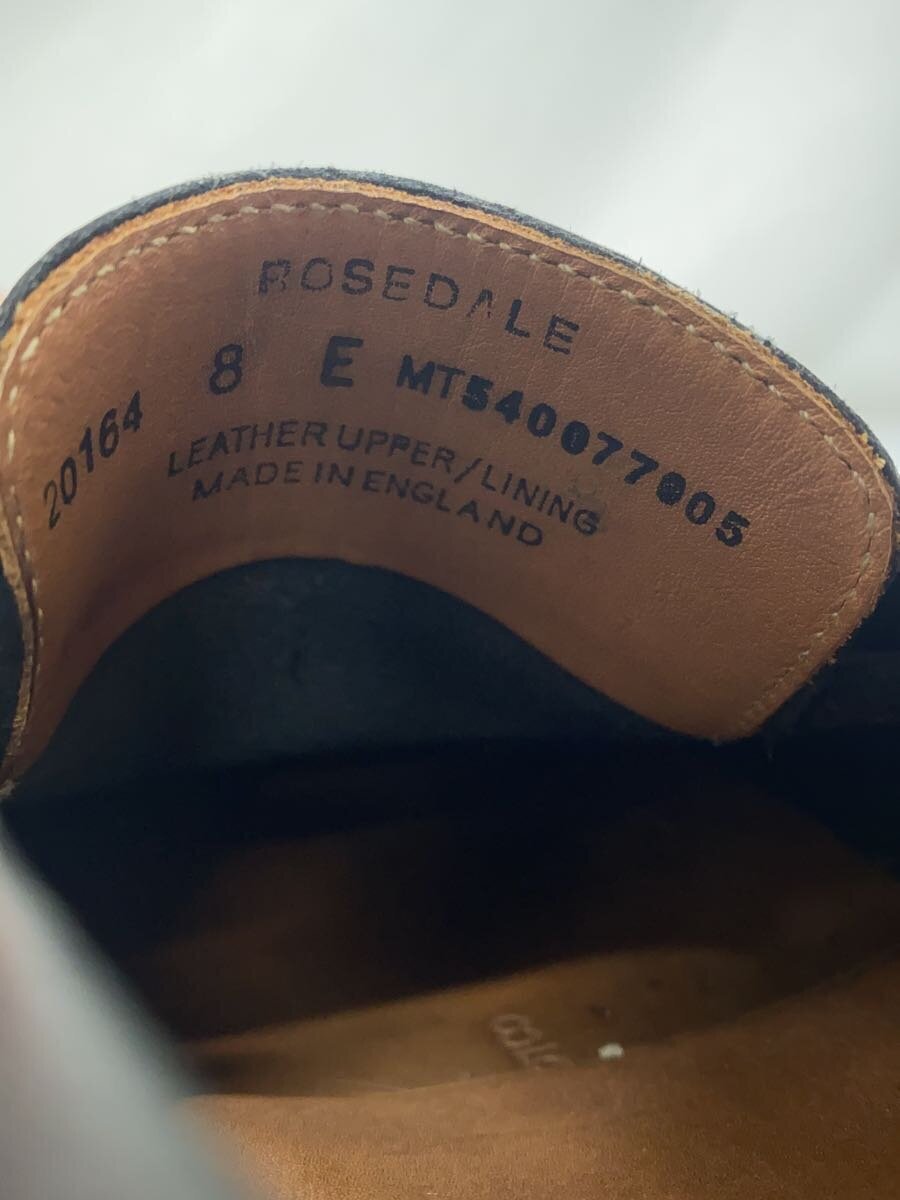 ROSEDALE
20164 8 E MT540077005
LEATHER UPPER/LINING
MADE IN ENGLAND